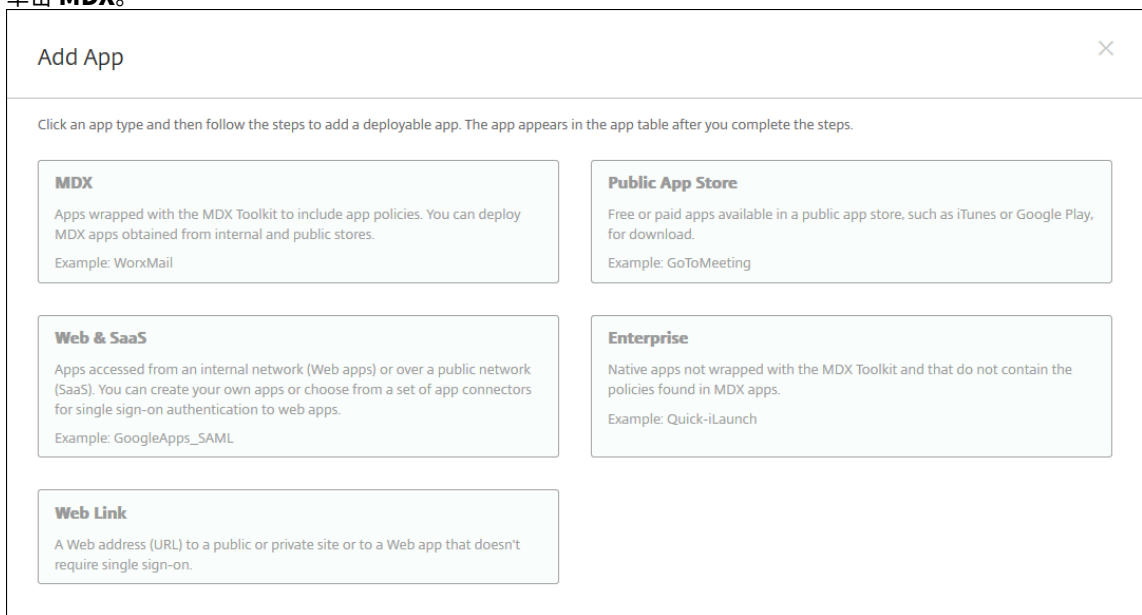 单击 MDX。
Add App
Click an app type and then follow the steps to add a deployable app. The app appears in the app table after you complete the steps.
MDX
Apps wrapped with the MDX Toolkit to include app policies. You can deploy
MDX apps obtained from internal and public stores.
Example: WorxMail
Public App Store
Free or paid apps available in a public app store, such as iTunes or Google Play,
for download.
Example: GoToMeeting
Web & SaaS
Apps accessed from an internal network (Web apps) or over a public network
(SaaS). You can create your own apps or choose from a set of app connectors
for single sign-on authentication to web apps.
Example: GoogleApps_SAML
Enterprise
Native apps not wrapped with the MDX Toolkit and that do not contain the
policies found in MDX apps.
Example: Quick-iLaunch
Web Link
A Web address (URL) to a public or private site or to a Web app that doesn't
require single sign-on.